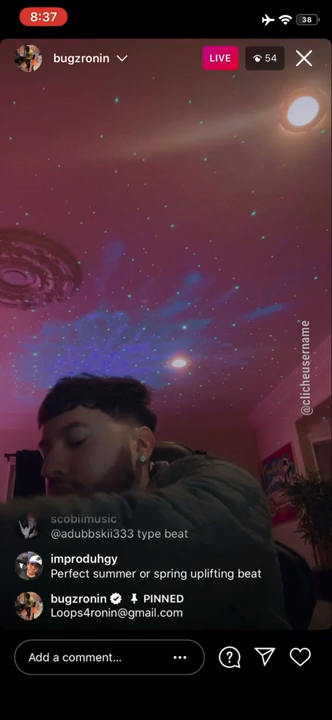 8:37
38
bugzronin
LIVE
54
@clicheusername
scobiimusic
@adubbskii333 type beat
improduhgy
Perfect summer or spring uplifting beat
bugzronin PINNED
Loops4ronin@gmail.com
Add a comment...